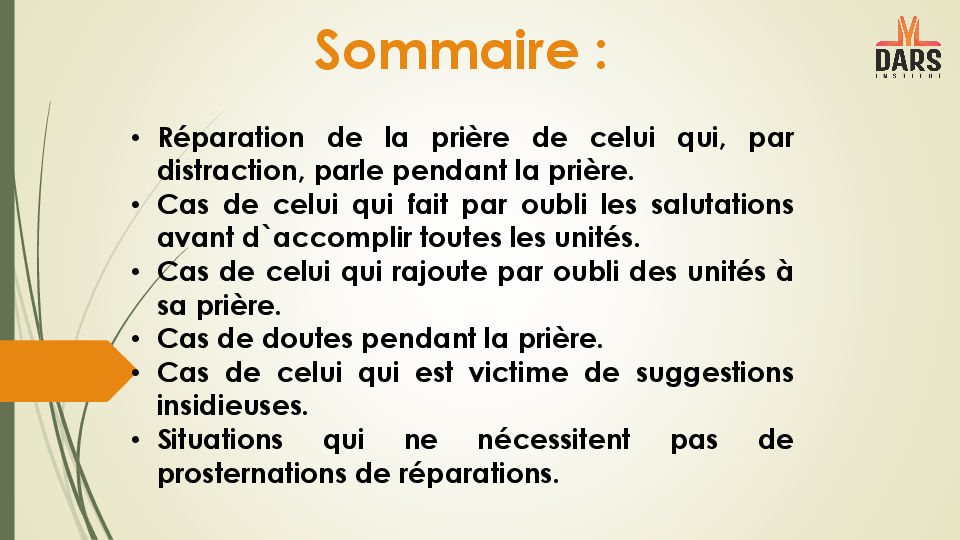 Sommaire :
DARS
INSTITUT
• Réparation de la prière de celui qui, par
distraction, parle pendant la prière.
• Cas de celui qui fait par oubli les salutations
avant d`accomplir toutes les unités.
• Cas de celui qui rajoute par oubli des unités à
sa prière.
• Cas de doutes pendant la prière.
• Cas de celui qui est victime de suggestions
insidieuses.
• Situations qui ne nécessitent pas de
prosternations de réparations.